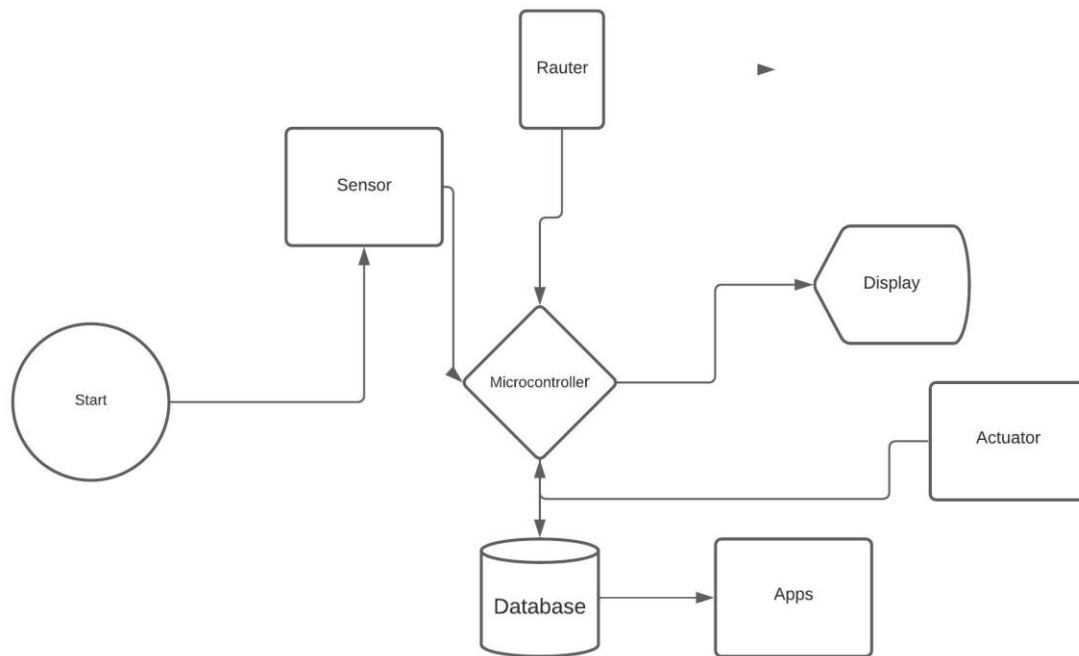 Rauter
Sensor
Display
Microcontroller
Start
Actuator
Database
Apps